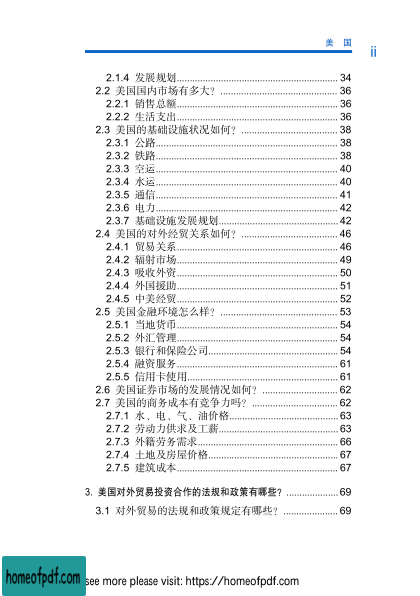 美 国
ii
2.1.4 发展规划 34
2.2 美国国内市场有多大? 36
2.2.1 销售总额 36
2.2.2 生活支出 36
2.3 美国的基础设施状况如何? 38
2.3.1 公路 38
2.3.2 铁路 38
2.3.3 空运 40
2.3.4 水运 40
2.3.5 通信 41
2.3.6 电力 42
2.3.7 基础设施发展规划 42
2.4 美国的对外经贸关系如何? 46
2.4.1 贸易关系 46
2.4.2 辐射市场 49
2.4.3 吸收外资 50
2.4.4 外国援助 51
2.4.5 中美经贸 52
2.5 美国金融环境怎么样? 53
2.5.1 当地货币 54
2.5.2 外汇管理 54
2.5.3 银行和保险公司 54
2.5.4 融资服务 61
2.5.5 信用卡使用 61
2.6 美国证券市场的发展情况如何? 62
2.7 美国的商务成本有竞争力吗? 62
2.7.1 水、电、气、油价格 63
2.7.2 劳动力供求及工薪 63
2.7.3 外籍劳务需求 66
2.7.4 土地及房屋价格 67
2.7.5 建筑成本 67
3. 美国对外贸易投资合作的法规和政策有哪些? 69
3.1 对外贸易的法规和政策规定有哪些? 69
homeofpdf.com
see more please visit: https://homeofpdf.com